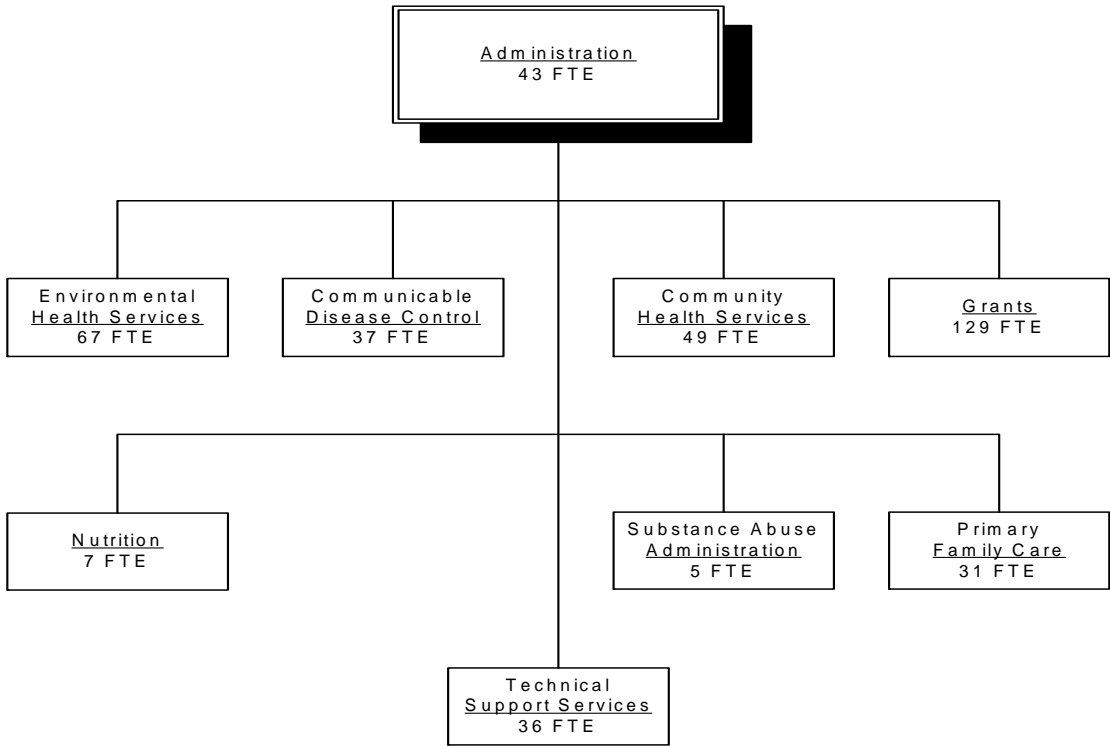 Administration
43 FTE
Environmental
Health Services
67 FTE
Communicable
Disease Control
37 FTE
Community
Health Services
49 FTE
Grants
129 FTE
Nutrition
7 FTE
Substance Abuse
Administration
5 FTE
Primary
Family Care
31 FTE
Technical
Support Services
36 FTE